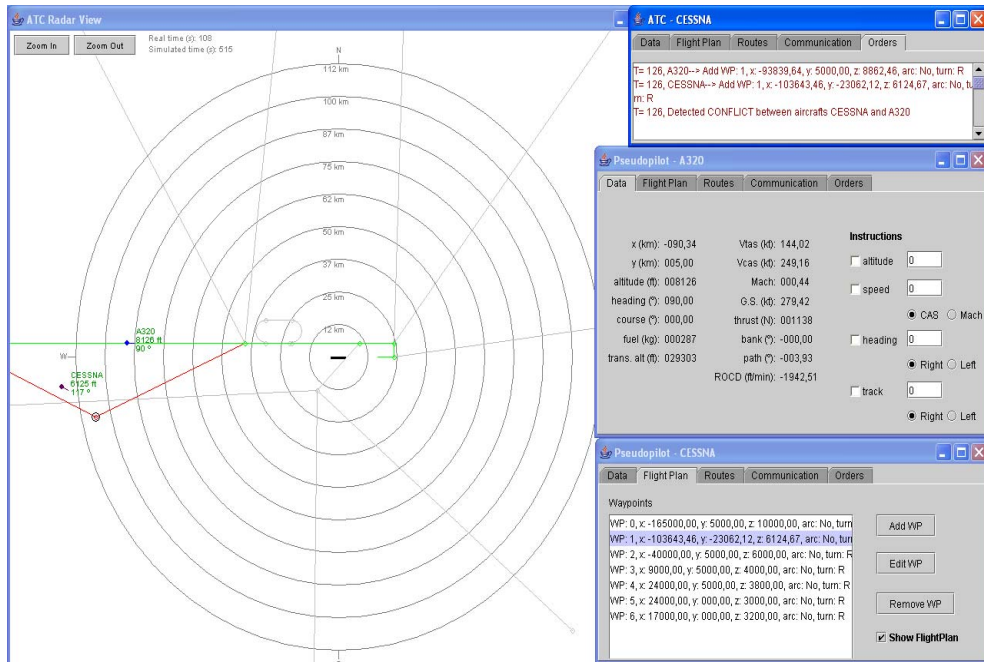 ATC Radar View
Zoom In
Zoom Out
Real time (s): 108
Simulated time (s): 515
N
112 km
100 km
87 km
75 km
62 km
50 km
37 km
25 km
12 km
W
A320
8126 ft
90 º
CESSNA
6125 ft
117 º
ATC - CESSNA
Data
Flight Plan
Routes
Communication
Orders
T= 126, A320--> Add WP: 1, x: -93839,64, y: 5000,00, z: 8862,46, arc: No, turn: R
T= 126, CESSNA--> Add WP: 1, x: -103643,46, y: -23062,12, z: 6124,67, arc: No, tu
rn: R
T= 126, Detected CONFLICT between aircrafts CESSNA and A320
Pseudopilot - A320
Data
Flight Plan
Routes
Communication
Orders
x (km): -090,34
y (km): 005,00
altitude (ft): 008126
heading (º): 090,00
course (º): 000,00
fuel (kg): 000287
trans. alt (ft): 029303
Vtas (kt): 144,02
Vcas (kt): 249,16
Mach: 000,44
G.S. (kt): 279,42
thrust (N): 001138
bank (º): -000,00
path (º): -003,93
ROCD (ft/min): -1942,51
Instructions
altitude 0
speed 0
CAS Mach
heading 0
Right Left
track 0
Right Left
Pseudopilot - CESSNA
Data
Flight Plan
Routes
Communication
Orders
Waypoints
WP: 0, x: -165000,00, y: 5000,00, z: 10000,00, arc: No, turn
WP: 1, x: -103643,46, y: -23062,12, z: 6124,67, arc: No, tur
WP: 2, x: -40000,00, y: 5000,00, z: 6000,00, arc: No, turn: R
WP: 3, x: 9000,00, y: 5000,00, z: 4000,00, arc: No, turn: R
WP: 4, x: 24000,00, y: 5000,00, z: 3800,00, arc: No, turn: R
WP: 5, x: 24000,00, y: 000,00, z: 3000,00, arc: No, turn: R
WP: 6, x: 17000,00, y: 000,00, z: 3200,00, arc: No, turn: R
Add WP
Edit WP
Remove WP
Show FlightPlan